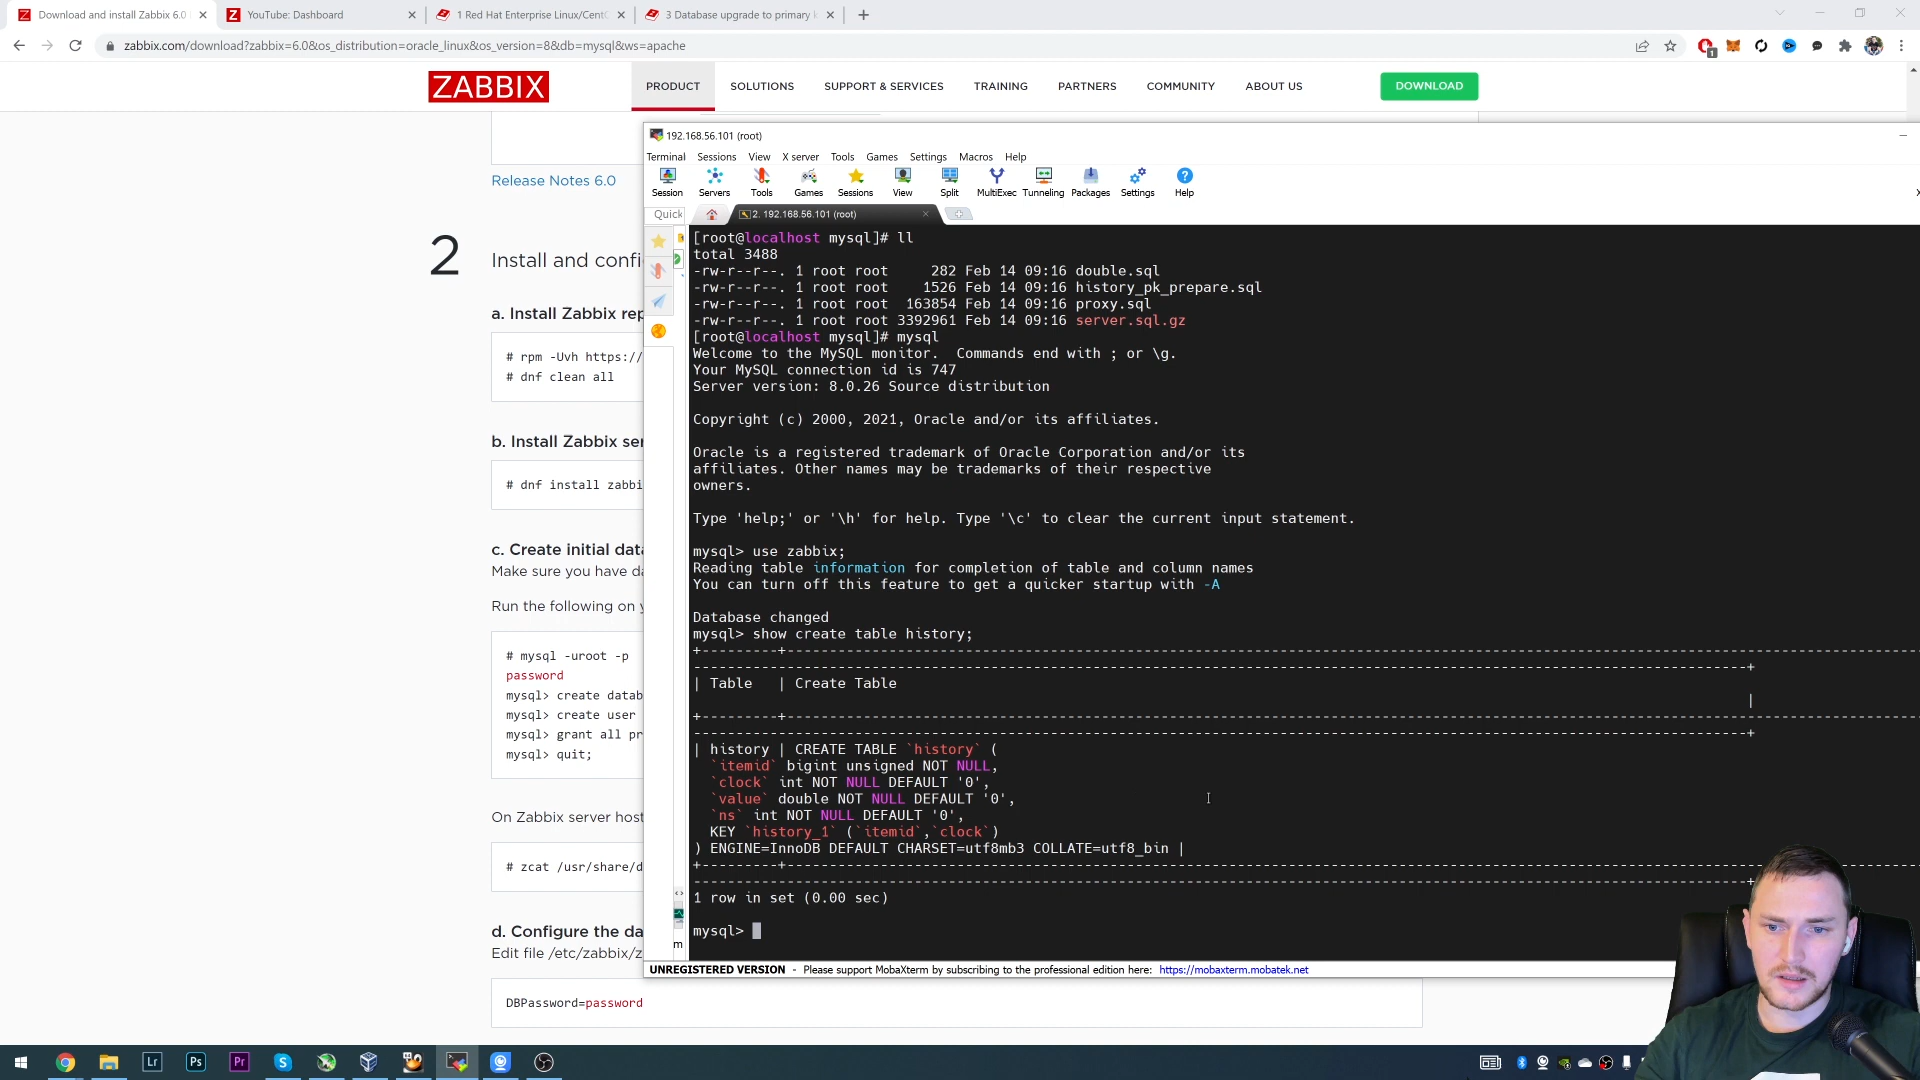 Download and install Zabbix 6.0
YouTube: Dashboard
1 Red Hat Enterprise Linux/Cent
3 Database upgrade to primary k
zabbix.com/download?zabbix=6.0&os_distribution=oracle_linux&os_version=8&db=mysql&ws=apache
1
ZABBIX
PRODUCT
SOLUTIONS
SUPPORT & SERVICES
TRAINING
PARTNERS
COMMUNITY
ABOUT US
DOWNLOAD
Release Notes 6.0
2
Install and confi
a. Install Zabbix rep
# rpm -Uvh https://
# dnf clean all
b. Install Zabbix ser
# dnf install zabbi
c. Create initial data
Make sure you have da
Run the following on y
# mysql -uroot -p
password
mysql> create datab
mysql> create user
mysql> grant all pr
mysql> quit;
On Zabbix server host
# zcat /usr/share/d
d. Configure the da
Edit file /etc/zabbix/z
DBPassword=password
192.168.56.101 (root)
Terminal Sessions View X server Tools Games Settings Macros Help
Session Servers Tools Games Sessions View Split MultiExec Tunneling Packages Settings Help
Quick
2. 192.168.56.101 (root)
[root@localhost mysql]# ll
total 3488
-rw-r--r--. 1 root root     282 Feb 14 09:16 double.sql
-rw-r--r--. 1 root root    1526 Feb 14 09:16 history_pk_prepare.sql
-rw-r--r--. 1 root root  163854 Feb 14 09:16 proxy.sql
-rw-r--r--. 1 root root 3392961 Feb 14 09:16 server.sql.gz
[root@localhost mysql]# mysql
Welcome to the MySQL monitor.  Commands end with ; or \g.
Your MySQL connection id is 747
Server version: 8.0.26 Source distribution
Copyright (c) 2000, 2021, Oracle and/or its affiliates.
Oracle is a registered trademark of Oracle Corporation and/or its
affiliates. Other names may be trademarks of their respective
owners.
Type 'help;' or '\h' for help. Type '\c' to clear the current input statement.
mysql> use zabbix;
Reading table information for completion of table and column names
You can turn off this feature to get a quicker startup with -A
Database changed
mysql> show create table history;
| Table   | Create Table
|
| history | CREATE TABLE `history` (
`itemid` bigint unsigned NOT NULL,
`clock` int NOT NULL DEFAULT '0',
`value` double NOT NULL DEFAULT '0',
`ns` int NOT NULL DEFAULT '0',
KEY `history_1` (`itemid`,`clock`)
) ENGINE=InnoDB DEFAULT CHARSET=utf8mb3 COLLATE=utf8_bin |
1 row in set (0.00 sec)
mysql>
m
UNREGISTERED VERSION - Please support MobaXterm by subscribing to the professional edition here: https://mobaxterm.mobatek.net
Lr
Ps
Pr